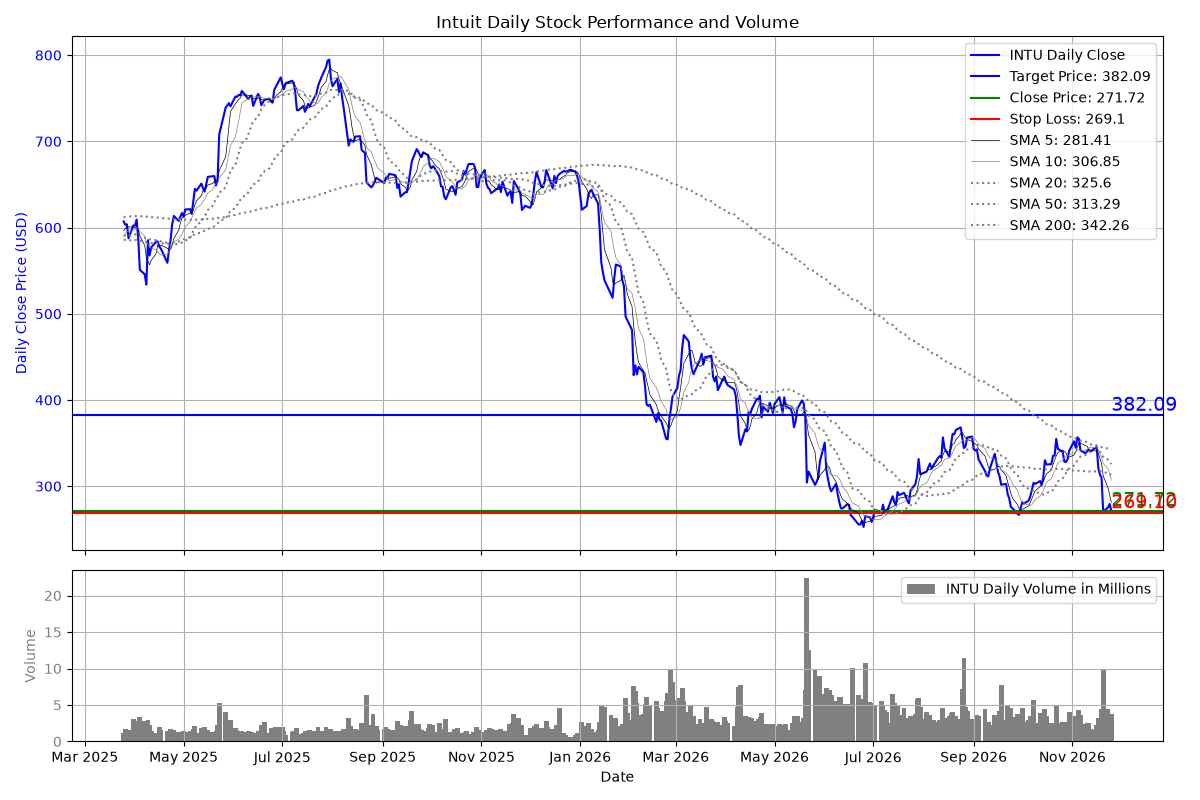 Intuit Daily Stock Performance and Volume
800
700
600
500
400
300
Daily Close Price (USD)
INTU Daily Close
Target Price: 382.09
Close Price: 271.72
Stop Loss: 269.1
SMA 5: 281.41
SMA 10: 306.85
SMA 20: 325.6
SMA 50: 313.29
SMA 200: 342.26
382.09
271.72
269.10
INTU Daily Volume in Millions
20
15
10
5
0
Volume
Mar 2025 May 2025 Jul 2025 Sep 2025 Nov 2025 Jan 2026 Mar 2026 May 2026 Jul 2026 Sep 2026 Nov 2026
Date